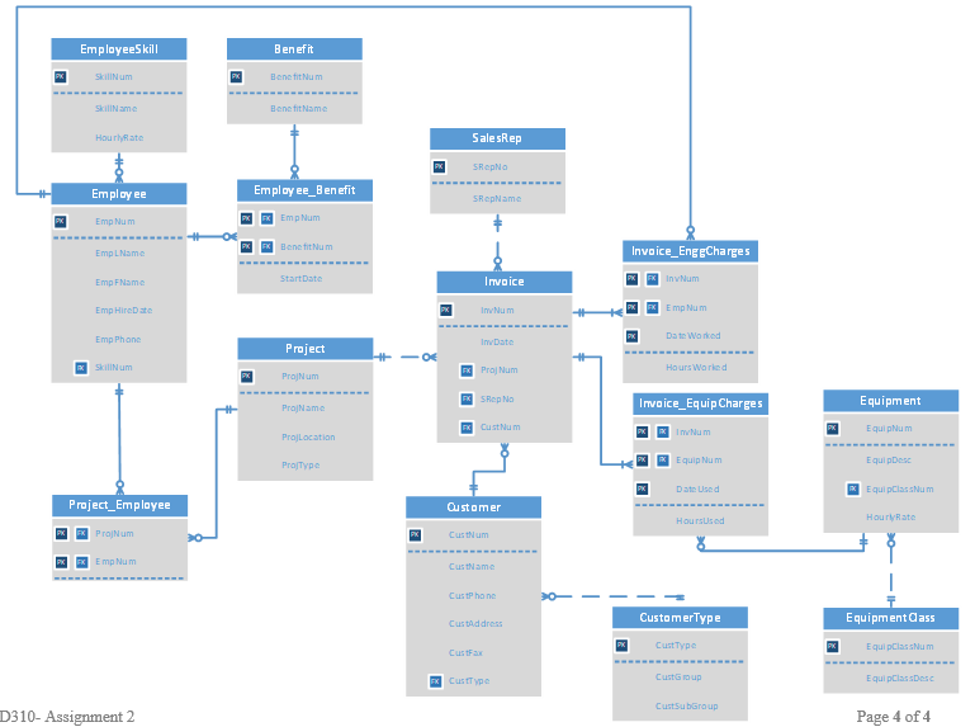 EmployeeSkill
PK SkillNum
SkillName
HourlyRate
Benefit
PK BenefitNum
BenefitName
SalesRep
PK SRepNo
SRepName
Employee
PK EmpNum
EmpLName
EmpFName
EmpHireDate
EmpPhone
FK SkillNum
Employee_Benefit
PK FK EmpNum
PK FK BenefitNum
StartDate
Invoice_EnggCharges
PK FK InvNum
PK FK EmpNum
PK DateWorked
HoursWorked
Invoice
PK InvNum
InvDate
FK ProjNum
FK SRepNo
FK CustNum
Project
PK ProjNum
ProjName
ProjLocation
ProjType
Invoice_EquipCharges
PK FK InvNum
PK FK EquipNum
PK DateUsed
HoursUsed
Equipment
PK EquipNum
EquipDesc
FK EquipClassNum
HourlyRate
Project_Employee
PK FK ProjNum
PK FK EmpNum
Customer
PK CustNum
CustName
CustPhone
CustAddress
CustFax
FK CustType
CustomerType
PK CustType
CustGroup
CustSubGroup
EquipmentClass
PK EquipClassNum
EquipClassDesc
D310- Assignment 2
Page 4 of 4